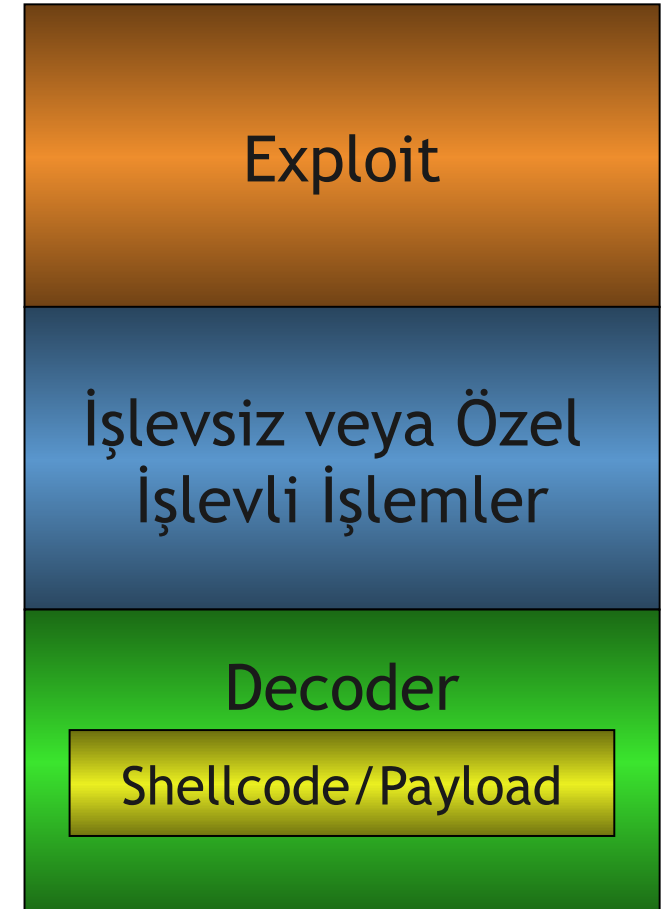 Exploit
İşlevsiz veya Özel
İşlevli İşlemler
Decoder
Shellcode/Payload